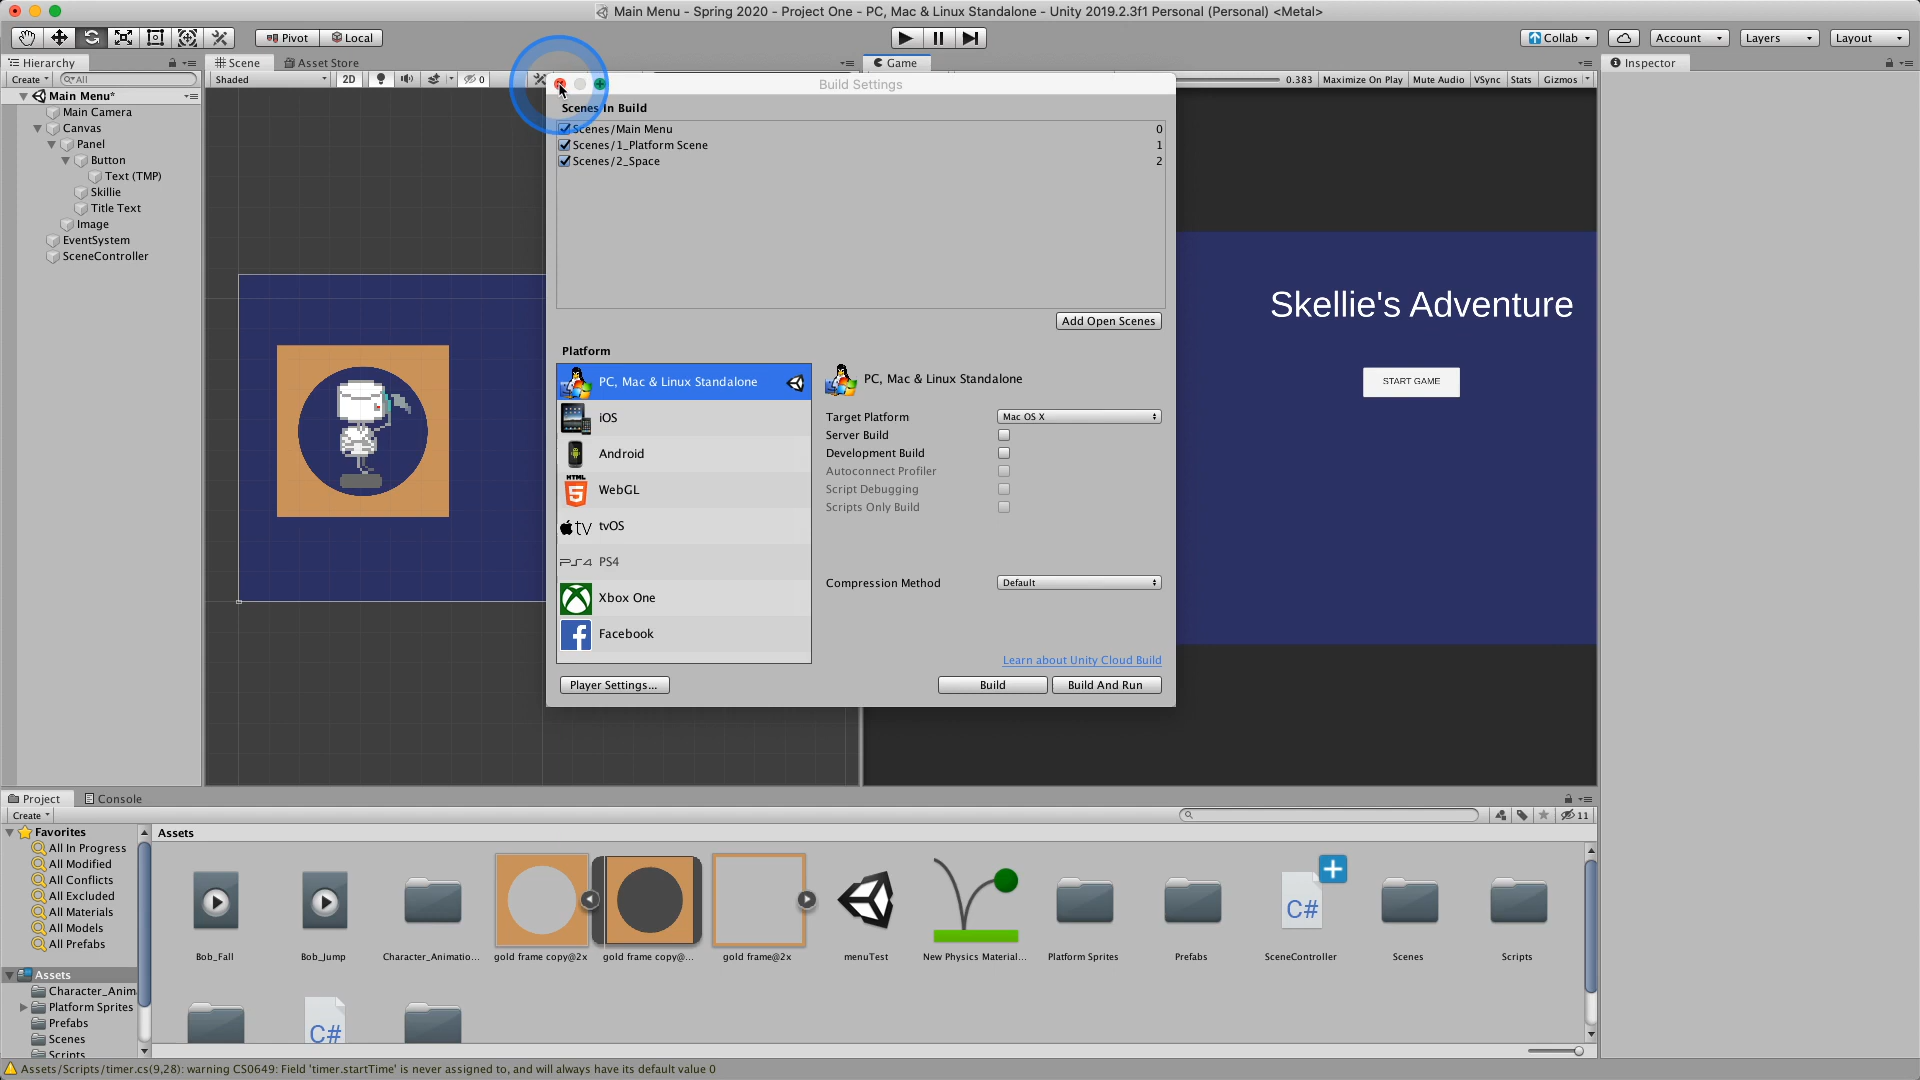 Main Menu - Spring 2020 - Project One - PC, Mac & Linux Standalone - Unity 2019.2.3f1 Personal (Personal) <Metal>
Pivot
Local
Collab
Account
Layers
Layout
Hierarchy
Scene
Asset Store
Game
Inspector
Create
All
Shaded
2D
0
0.383
Maximize On Play
Mute Audio
VSync
Stats
Gizmos
Main Menu*
Main Camera
Canvas
Panel
Button
Text (TMP)
Skillie
Title Text
Image
EventSystem
SceneController
Build Settings
Scenes In Build
Scenes/Main Menu 0
Scenes/1_Platform Scene 1
Scenes/2_Space 2
Add Open Scenes
Platform
PC, Mac & Linux Standalone
iOS
Android
HTML
WebGL
tv
tvOS
PS4
Xbox One
Facebook
PC, Mac & Linux Standalone
Target Platform Mac OS X
Server Build
Development Build
Autoconnect Profiler
Script Debugging
Scripts Only Build
Compression Method Default
Learn about Unity Cloud Build
Player Settings...
Build
Build And Run
Skellie's Adventure
START GAME
Project
Console
Create
11
Favorites
All In Progress
All Modified
All Conflicts
All Excluded
All Materials
All Models
All Prefabs
Assets
Character_Anim
Platform Sprites
Prefabs
Scenes
Scripts
Assets
C#
Bob_Fall
Bob_Jump
Character_Animatio...
gold frame copy@2x
gold frame copy@...
gold frame@2x
menuTest
New Physics Material...
Platform Sprites
Prefabs
SceneController
Scenes
Scripts
C#
Assets/Scripts/timer.cs(9,28): warning CS0649: Field 'timer.startTime' is never assigned to, and will always have its default value 0